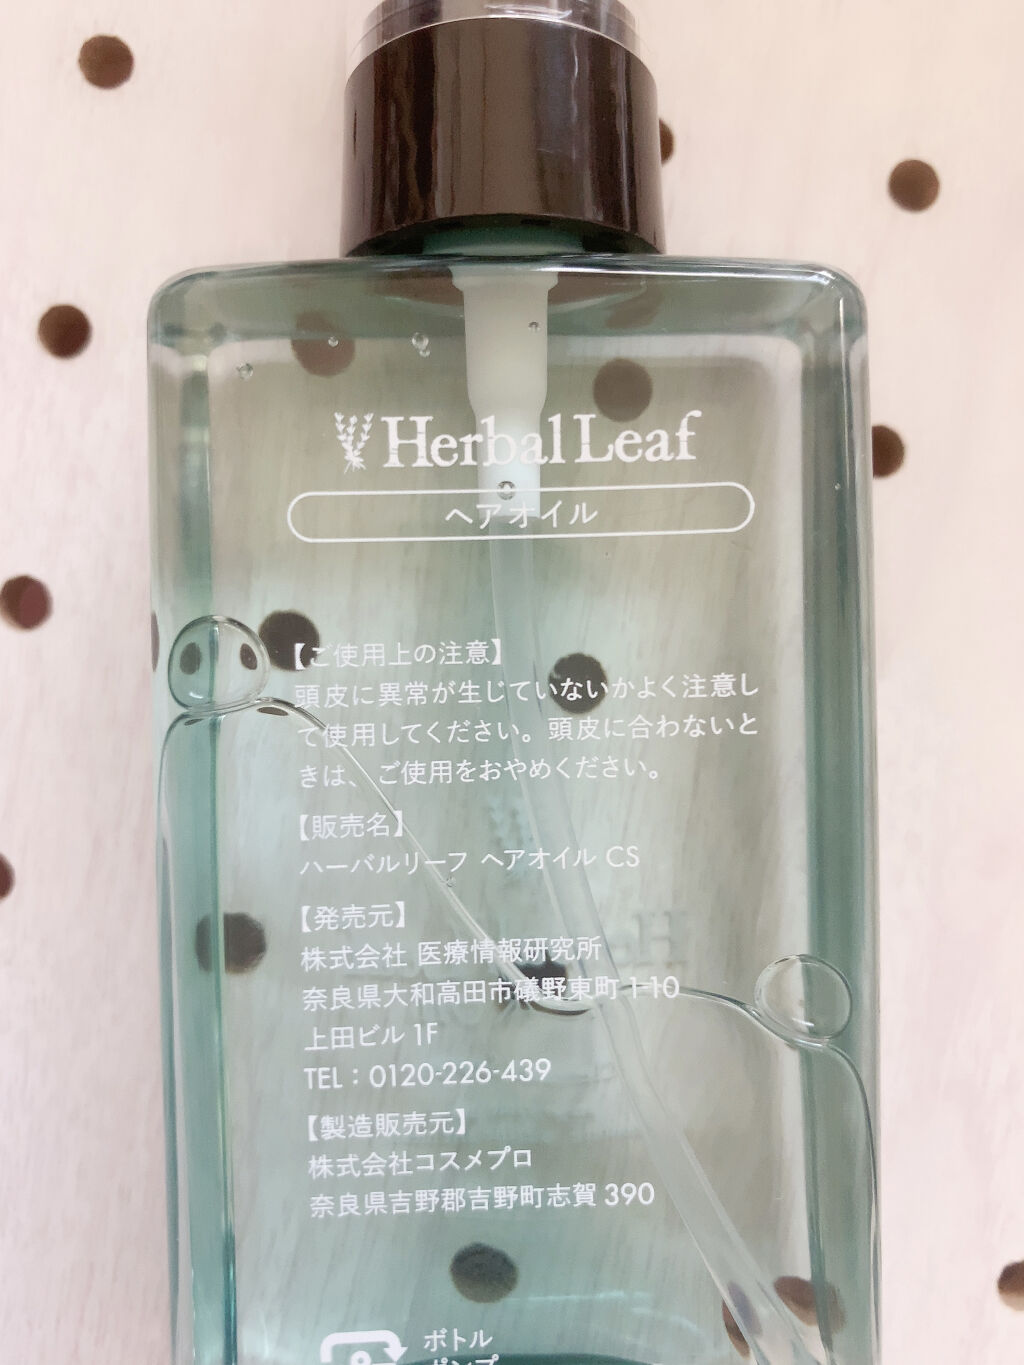 Herbal Leaf
ヘアオイル
【ご使用上の注意】
頭皮に異常が生じていないかよく注意し
て使用してください。頭皮に合わないと
きは、ご使用をおやめください。
【販売名】
ハーバルリーフ ヘアオイル CS
【発売元】
株式会社 医療情報研究所
奈良県大和高田市礒野東町 1-10
上田ビル 1F
TEL：0120-226-439
【製造販売元】
株式会社コスメプロ
奈良県吉野郡吉野町志賀 390
ボトル
ポンプ